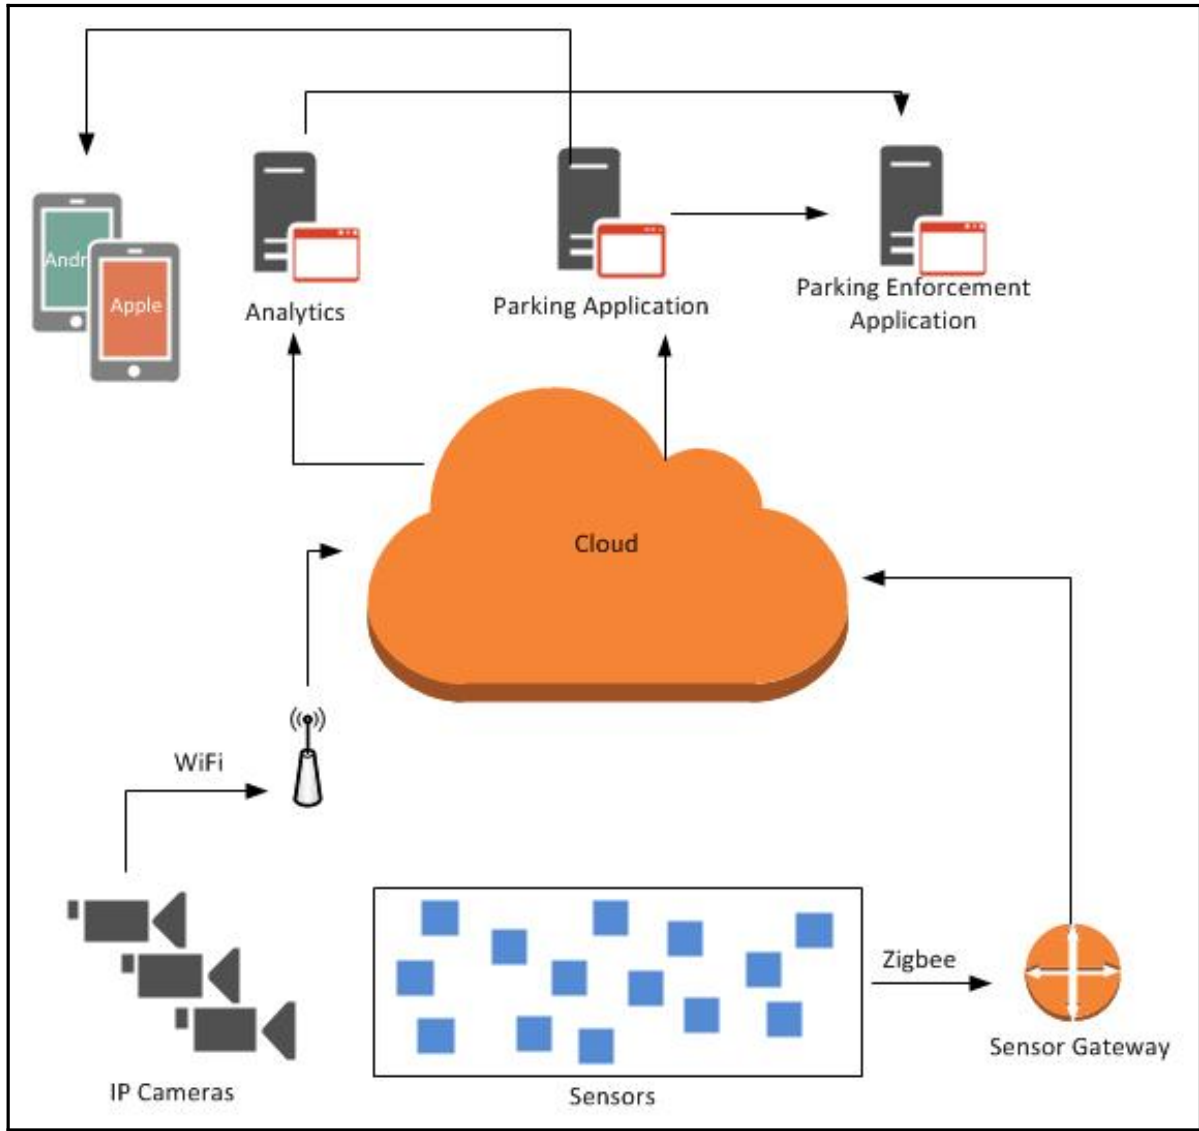 Andr
Apple
Analytics
Parking Application
Parking Enforcement
Application
Cloud
WiFi
Zigbee
Sensor Gateway
IP Cameras
Sensors